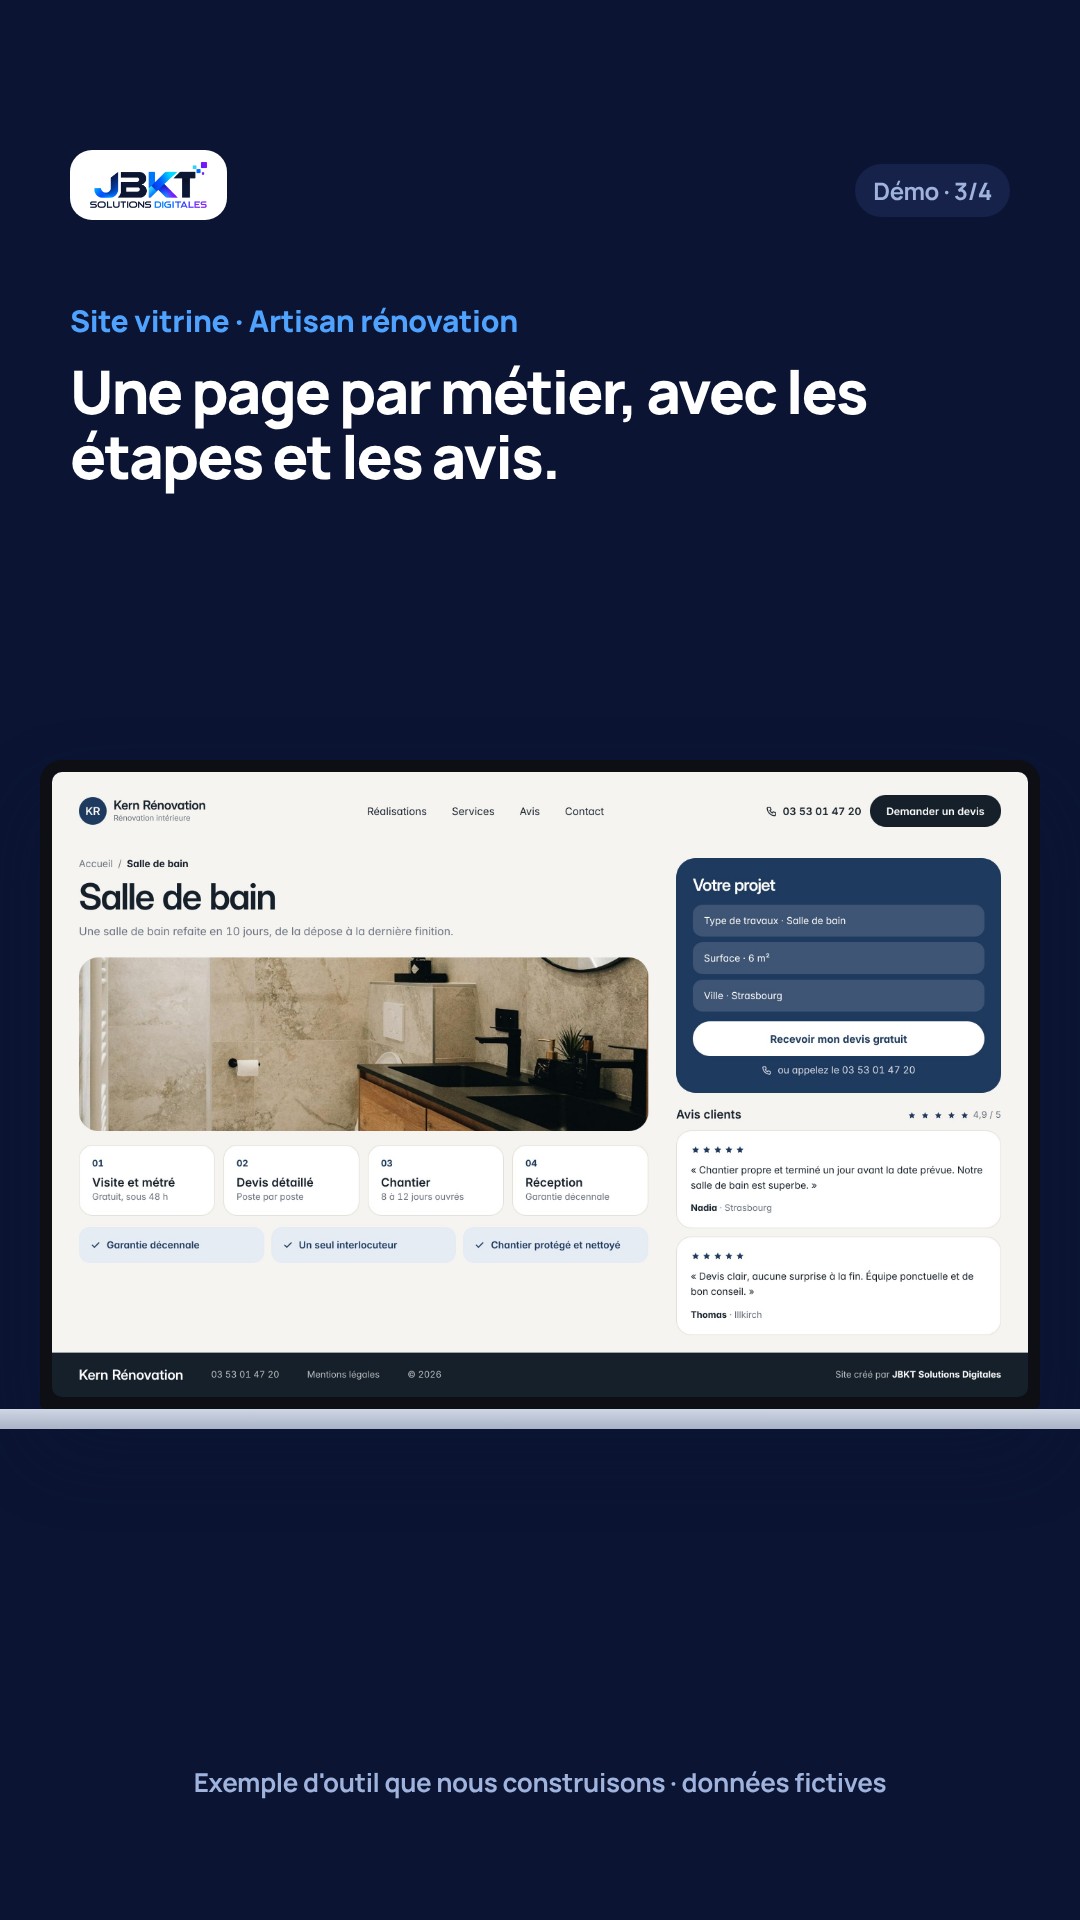 JBKT
SOLUTIONS DIGITALES
Démo · 3/4
Site vitrine · Artisan rénovation
Une page par métier, avec les
étapes et les avis.
KR
Kern Rénovation
Rénovation intérieure
Réalisations
Services
Avis
Contact
03 53 01 47 20
Demander un devis
Accueil / Salle de bain
Salle de bain
Une salle de bain refaite en 10 jours, de la dépose à la dernière finition.
01
Visite et métré
Gratuit, sous 48 h
02
Devis détaillé
Poste par poste
03
Chantier
8 à 12 jours ouvrés
04
Réception
Garantie décennale
✓ Garantie décennale
✓ Un seul interlocuteur
✓ Chantier protégé et nettoyé
Votre projet
Type de travaux · Salle de bain
Surface · 6 m²
Ville · Strasbourg
Recevoir mon devis gratuit
ou appelez le 03 53 01 47 20
Avis clients
★ ★ ★ ★ ★ 4,9 / 5
★ ★ ★ ★ ★
« Chantier propre et terminé un jour avant la date prévue. Notre
salle de bain est superbe. »
Nadia · Strasbourg
★ ★ ★ ★ ★
« Devis clair, aucune surprise à la fin. Équipe ponctuelle et de
bon conseil. »
Thomas · Illkirch
Kern Rénovation
03 53 01 47 20
Mentions légales
© 2026
Site créé par JBKT Solutions Digitales
Exemple d'outil que nous construisons · données fictives